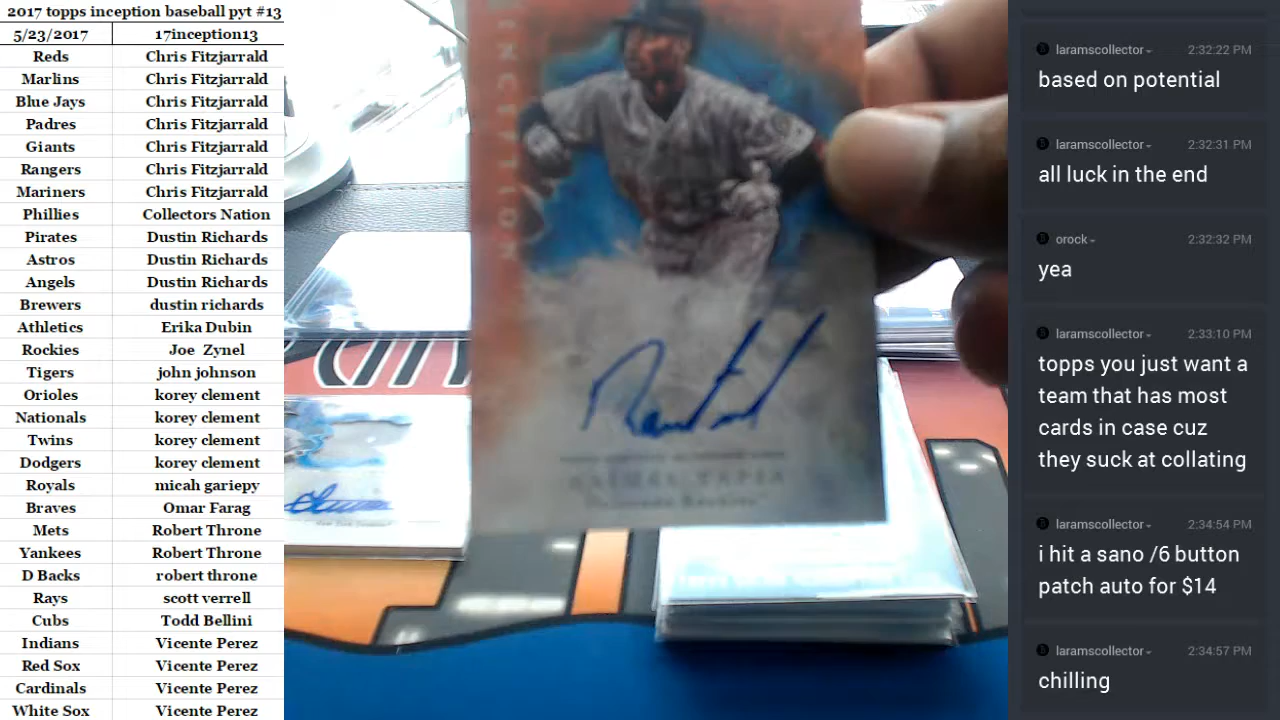 2017 topps inception baseball pyt #13
5/23/2017 17inception13
Reds Chris Fitzjarrald
Marlins Chris Fitzjarrald
Blue Jays Chris Fitzjarrald
Padres Chris Fitzjarrald
Giants Chris Fitzjarrald
Rangers Chris Fitzjarrald
Mariners Chris Fitzjarrald
Phillies Collectors Nation
Pirates Dustin Richards
Astros Dustin Richards
Angels Dustin Richards
Brewers dustin richards
Athletics Erika Dubin
Rockies Joe Zynel
Tigers john johnson
Orioles korey clement
Nationals korey clement
Twins korey clement
Dodgers korey clement
Royals micah gariepy
Braves Omar Farag
Mets Robert Throne
Yankees Robert Throne
D Backs robert throne
Rays scott verrell
Cubs Todd Bellini
Indians Vicente Perez
Red Sox Vicente Perez
Cardinals Vicente Perez
White Sox Vicente Perez
INCEPTION
RAIMEL TAPIA
laramscollector 2:32:22 PM
based on potential
laramscollector 2:32:31 PM
all luck in the end
orock 2:32:32 PM
yea
laramscollector 2:33:10 PM
topps you just want a
team that has most
cards in case cuz
they suck at collating
laramscollector 2:34:54 PM
i hit a sano /6 button
patch auto for $14
laramscollector 2:34:57 PM
chilling